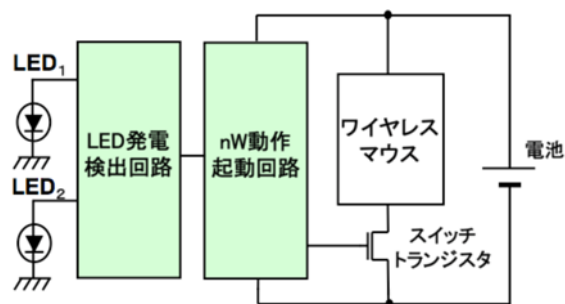 LED1
LED2
LED発電
検出回路
nW動作
起動回路
ワイヤレス
マウス
スイッチ
トランジスタ
電池